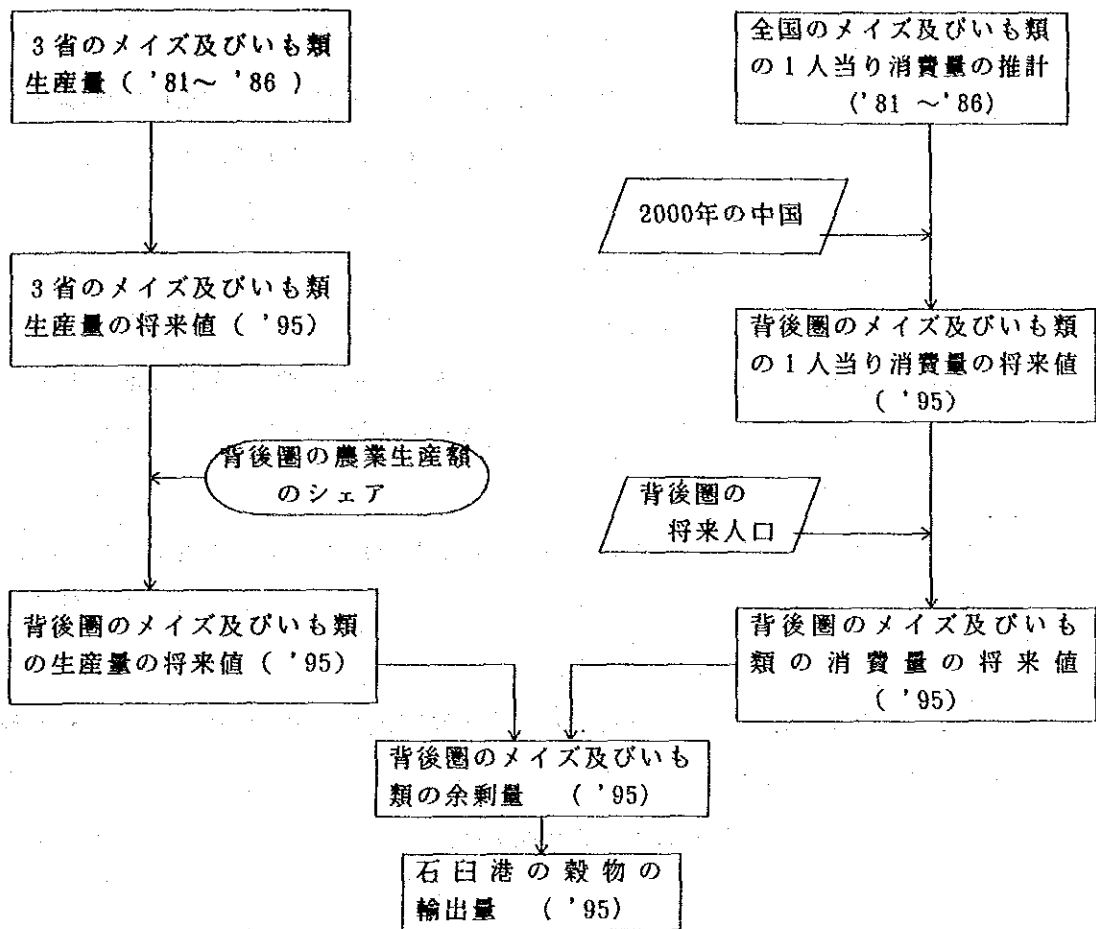 3省のメイズ及びいも類
生産量 ( '81～ '86 )
全国のメイズ及びいも類
の1人当り消費量の推計
('81 ～'86)
2000年の中国
3省のメイズ及びいも類
生産量の将来値 ( '95)
背後圏のメイズ及びいも類
の1人当り消費量の将来値
( '95)
背後圏の農業生産額
のシェア
背後圏の
将来人口
背後圏のメイズ及びいも類
の生産量の将来値 ( '95)
背後圏のメイズ及びいも
類の消費量の将来値
( '95)
背後圏のメイズ及びいも
類の余剰量 ( '95)
石臼港の穀物の
輸出量 ( '95)